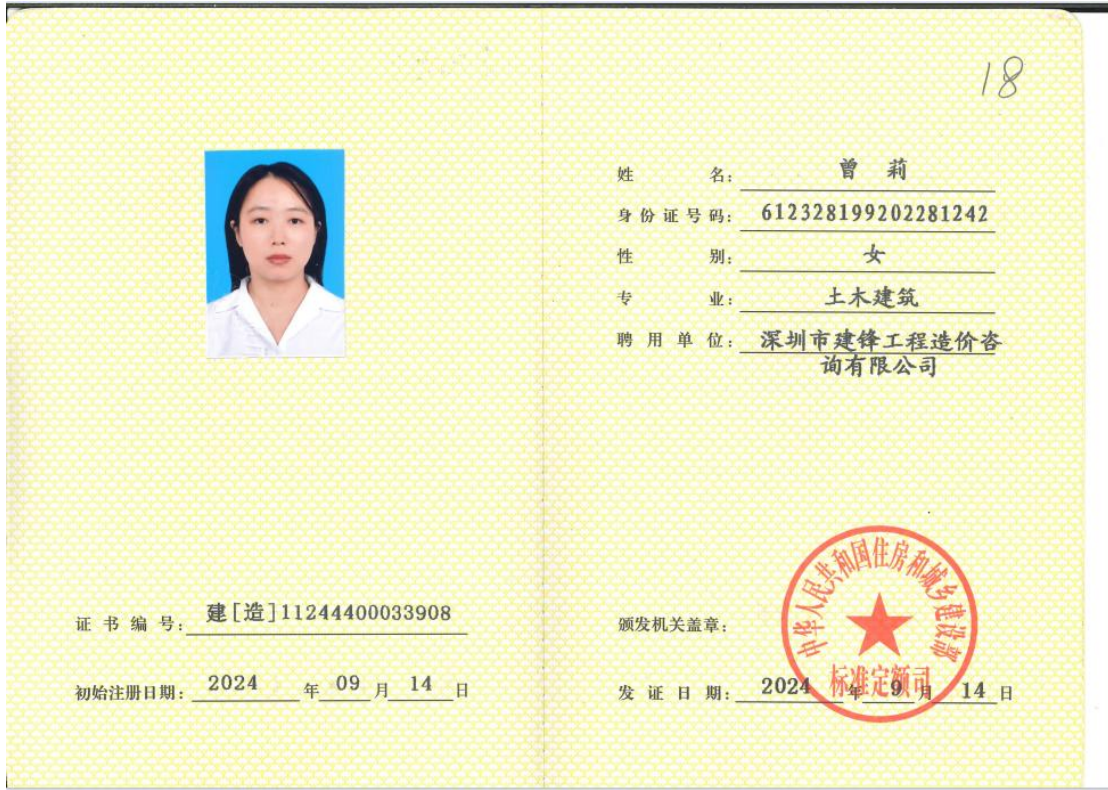 18
姓 名: 曾 莉
身份证号码: 612328199202281242
性 别: 女
专 业: 土木建筑
聘用单位: 深圳市建锋工程造价咨
询有限公司
证书编号: 建[造]11244400033908
初始注册日期: 2024 年 09 月 14 日
中华人民共和国住房和城乡建设部
标准定额司
颁发机关盖章:
发证日期: 2024 年 9 月 14 日